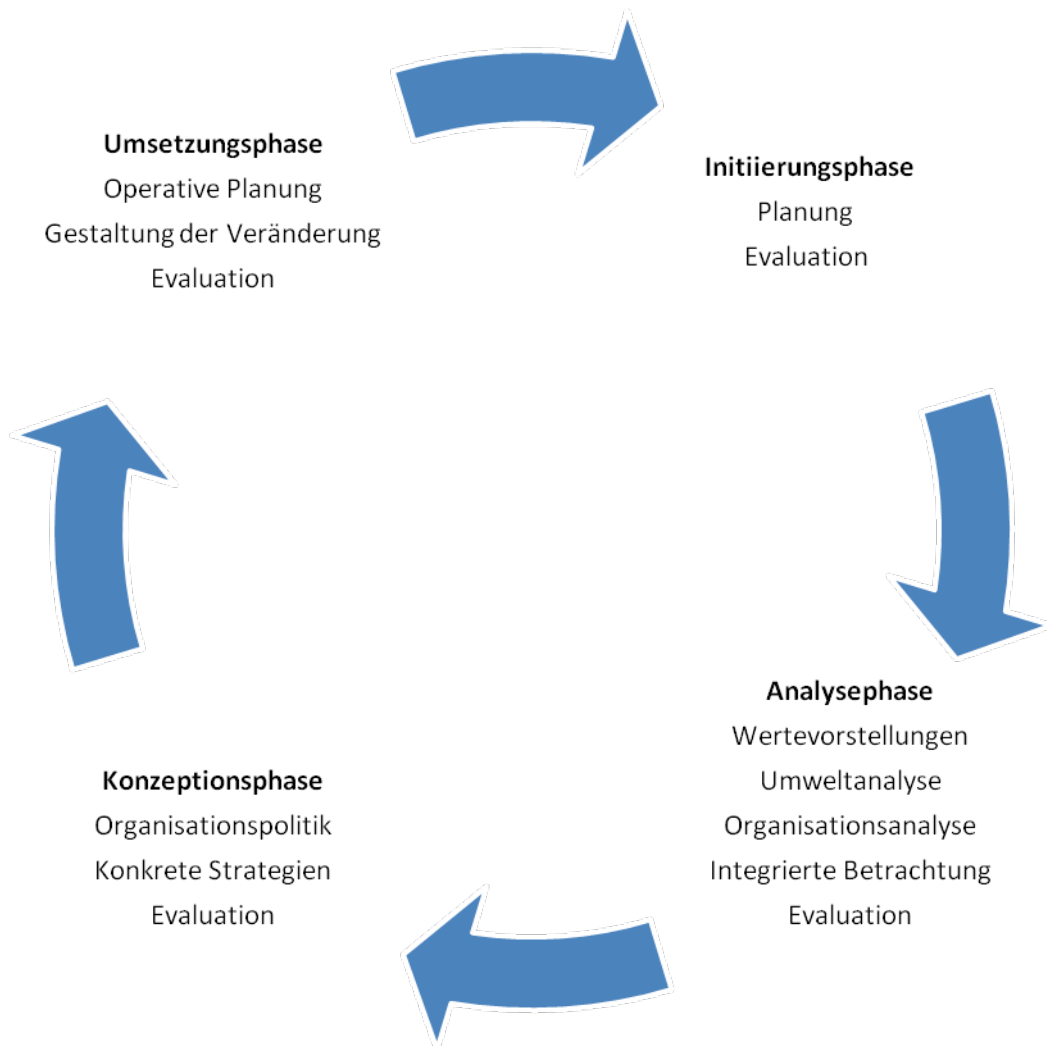 Umsetzungsphase
Operative Planung
Gestaltung der Veränderung
Evaluation
Initiierungsphase
Planung
Evaluation
Analysephase
Wertevorstellungen
Umweltanalyse
Organisationsanalyse
Integrierte Betrachtung
Evaluation
Konzeptionsphase
Organisationspolitik
Konkrete Strategien
Evaluation